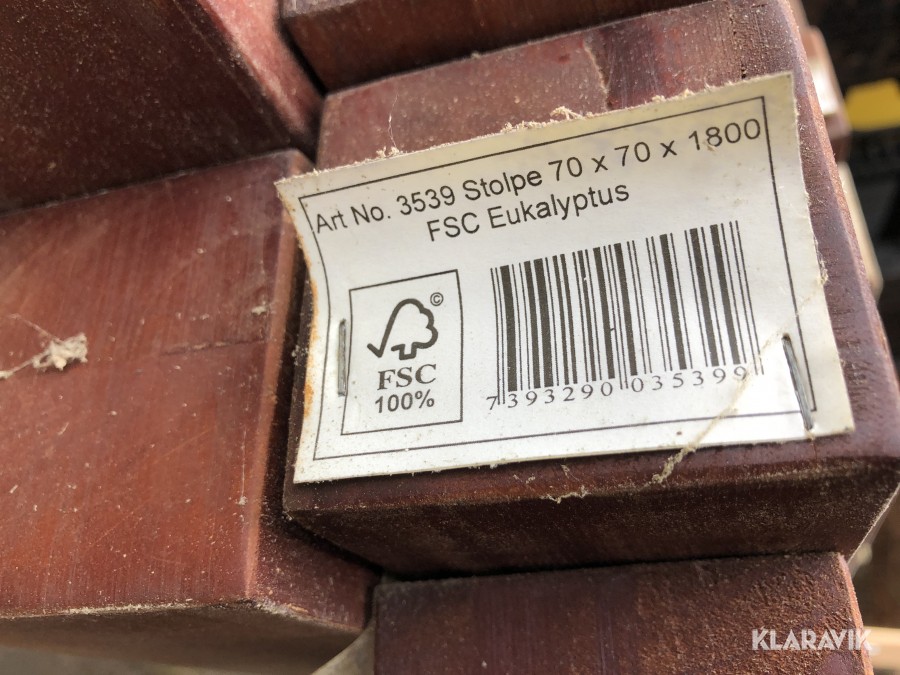 Art No. 3539 Stolpe 70 x 70 x 1800
FSC Eukalyptus
©
FSC
100%
7 393290 035399
KLARAVIK